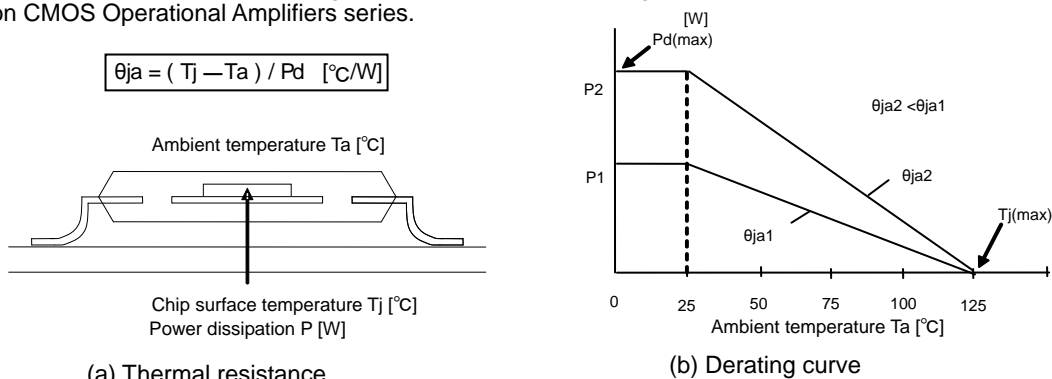 on CMOS Operational Amplifiers series.
θja = ( Tj —Ta ) / Pd [°C/W]
Ambient temperature Ta [°C]
Chip surface temperature Tj [°C]
Power dissipation P [W]
(a) Thermal resistance
[W]
Pd(max)
P2
θja2 <θja1
P1
θja2
Tj(max)
θja1
0 25 50 75 100 125
Ambient temperature Ta [°C]
(b) Derating curve